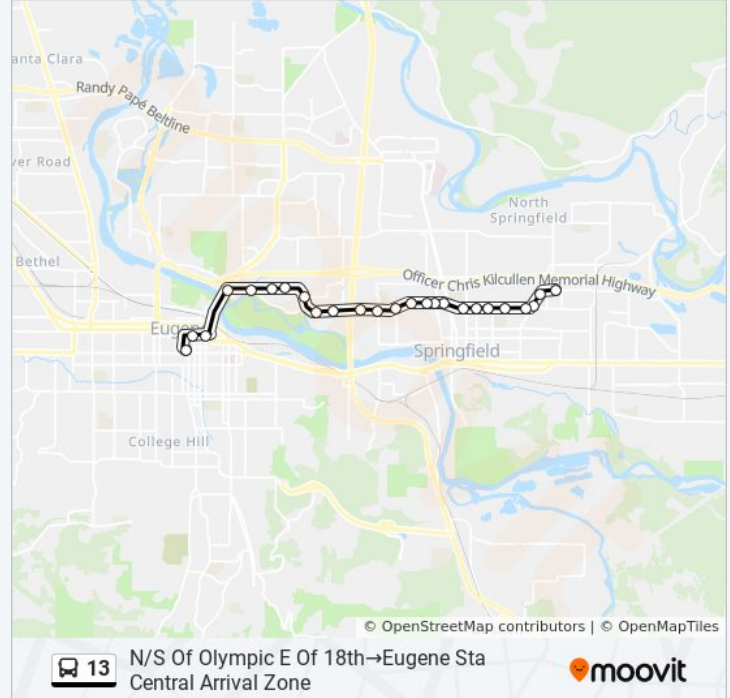 anta Clara
Randy Papé Beltline
ver Road
North
Springfield
Bethel
Officer Chris Kilcullen Memorial Highway
Eugen
Springfield
College Hill
© OpenStreetMap contributors | © OpenMapTiles
13
N/S Of Olympic E Of 18th→Eugene Sta
Central Arrival Zone
moovit